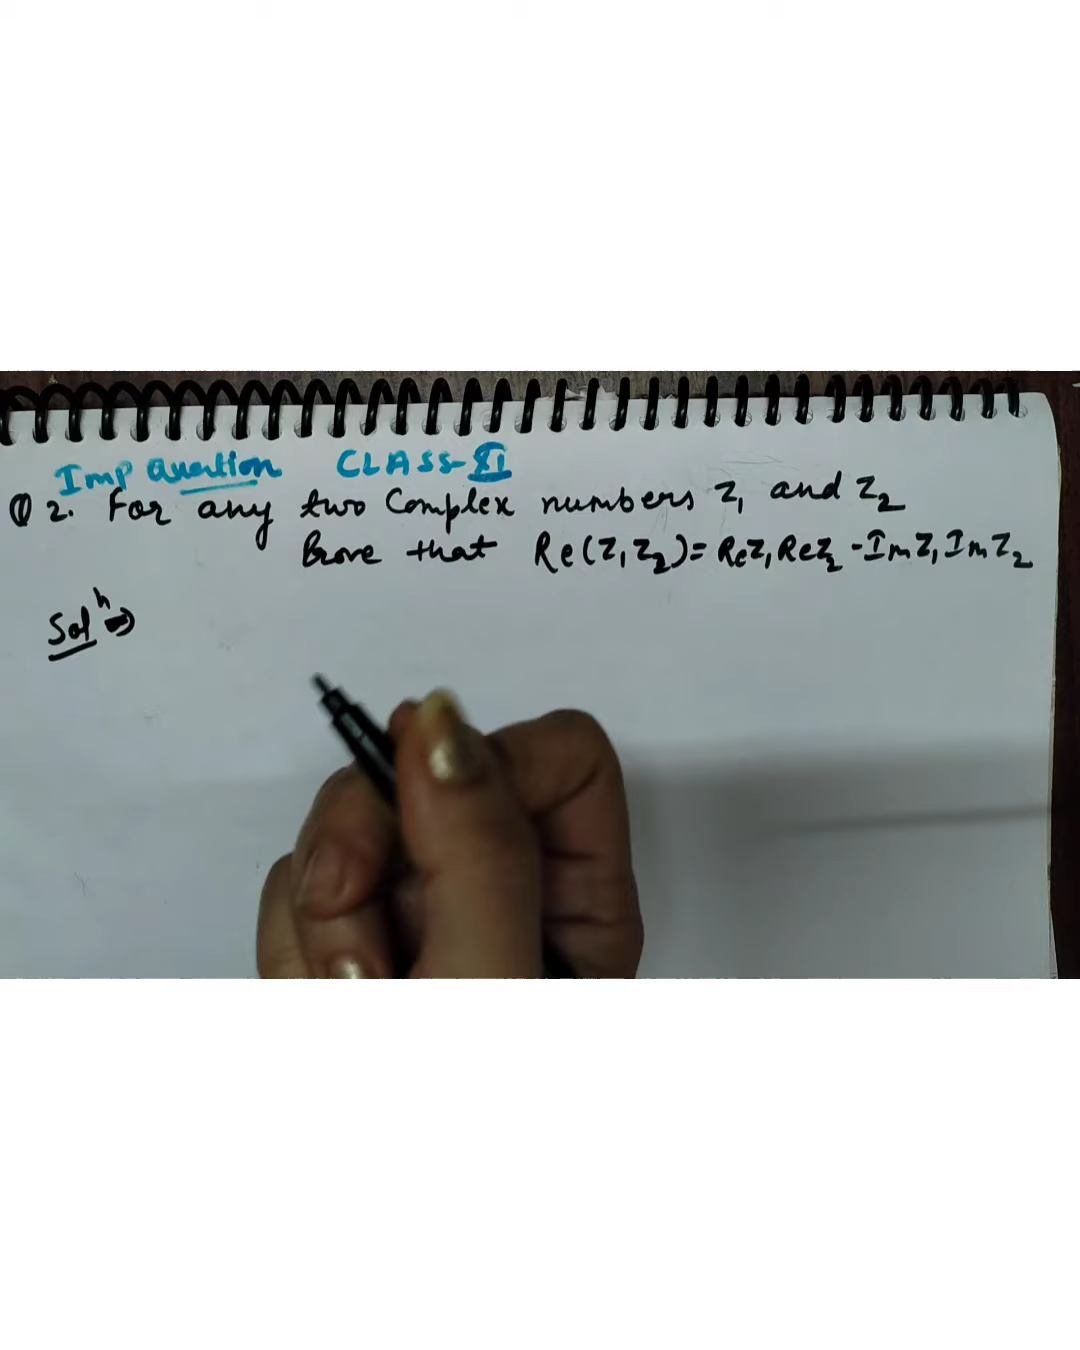 Imp Question CLASS-XI
Q 2. For any two Complex numbers Z₁ and Z₂
Prove that Re(Z₁Z₂)= ReZ₁ReZ₂ -ImZ₁ImZ₂
Solⁿ⇒